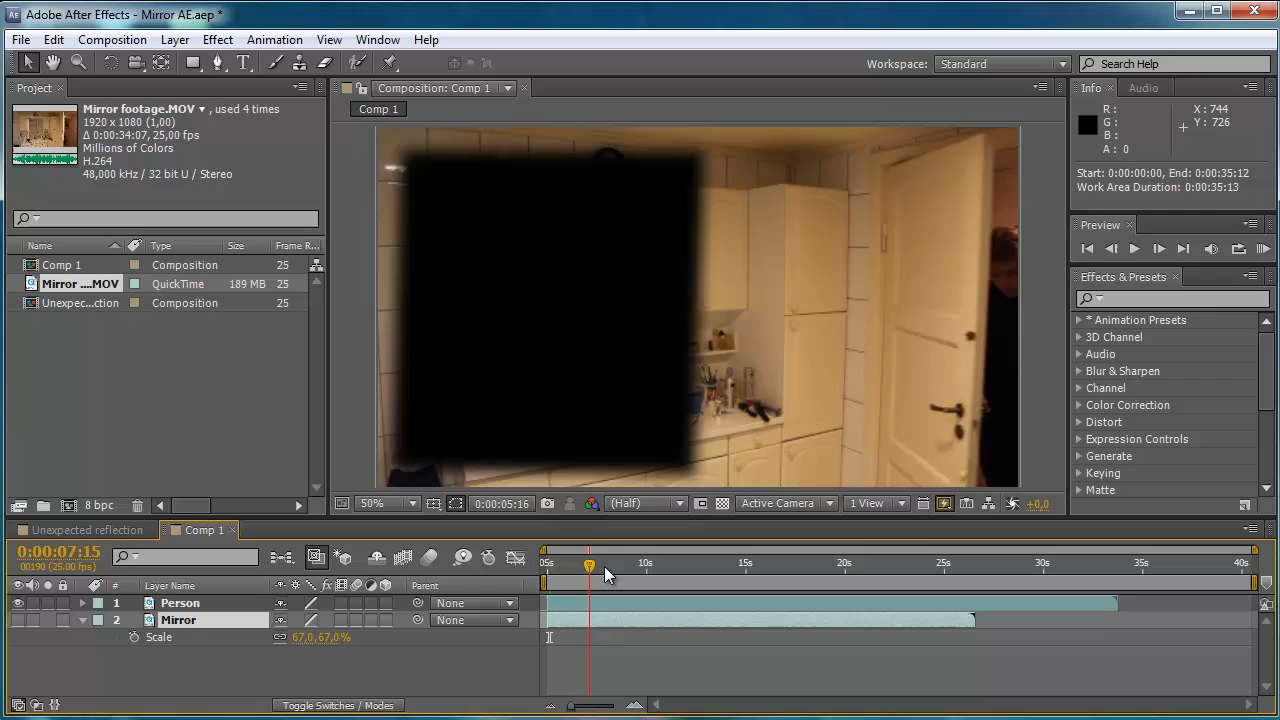 Adobe After Effects - Mirror AE.aep *
File Edit Composition Layer Effect Animation View Window Help
Workspace: Standard Search Help
Project
Mirror footage.MOV , used 4 times
1920 x 1080 (1,00)
Δ 0:00:34:07, 25,00 fps
Millions of Colors
H.264
48,000 kHz / 32 bit U / Stereo
Name Type Size Frame R...
Comp 1 Composition 25
Mirror ....MOV QuickTime 189 MB 25
Unexpec...ction Composition 25
8 bpc
Composition: Comp 1
Comp 1
50% 0:00:05:16 (Half) Active Camera 1 View +0,0
Info Audio
R : X : 744
G : Y : 726
B :
A : 0
Start: 0:00:00:00, End: 0:00:35:12
Work Area Duration: 0:00:35:13
Preview
Effects & Presets
* Animation Presets
3D Channel
Audio
Blur & Sharpen
Channel
Color Correction
Distort
Expression Controls
Generate
Keying
Matte
Unexpected reflection Comp 1
0:00:07:15
00190 (25.00 fps)
05s 10s 15s 20s 25s 30s 35s 40s
# Layer Name Parent
1 Person None
2 Mirror None
Scale 67,0,67,0%
Toggle Switches / Modes